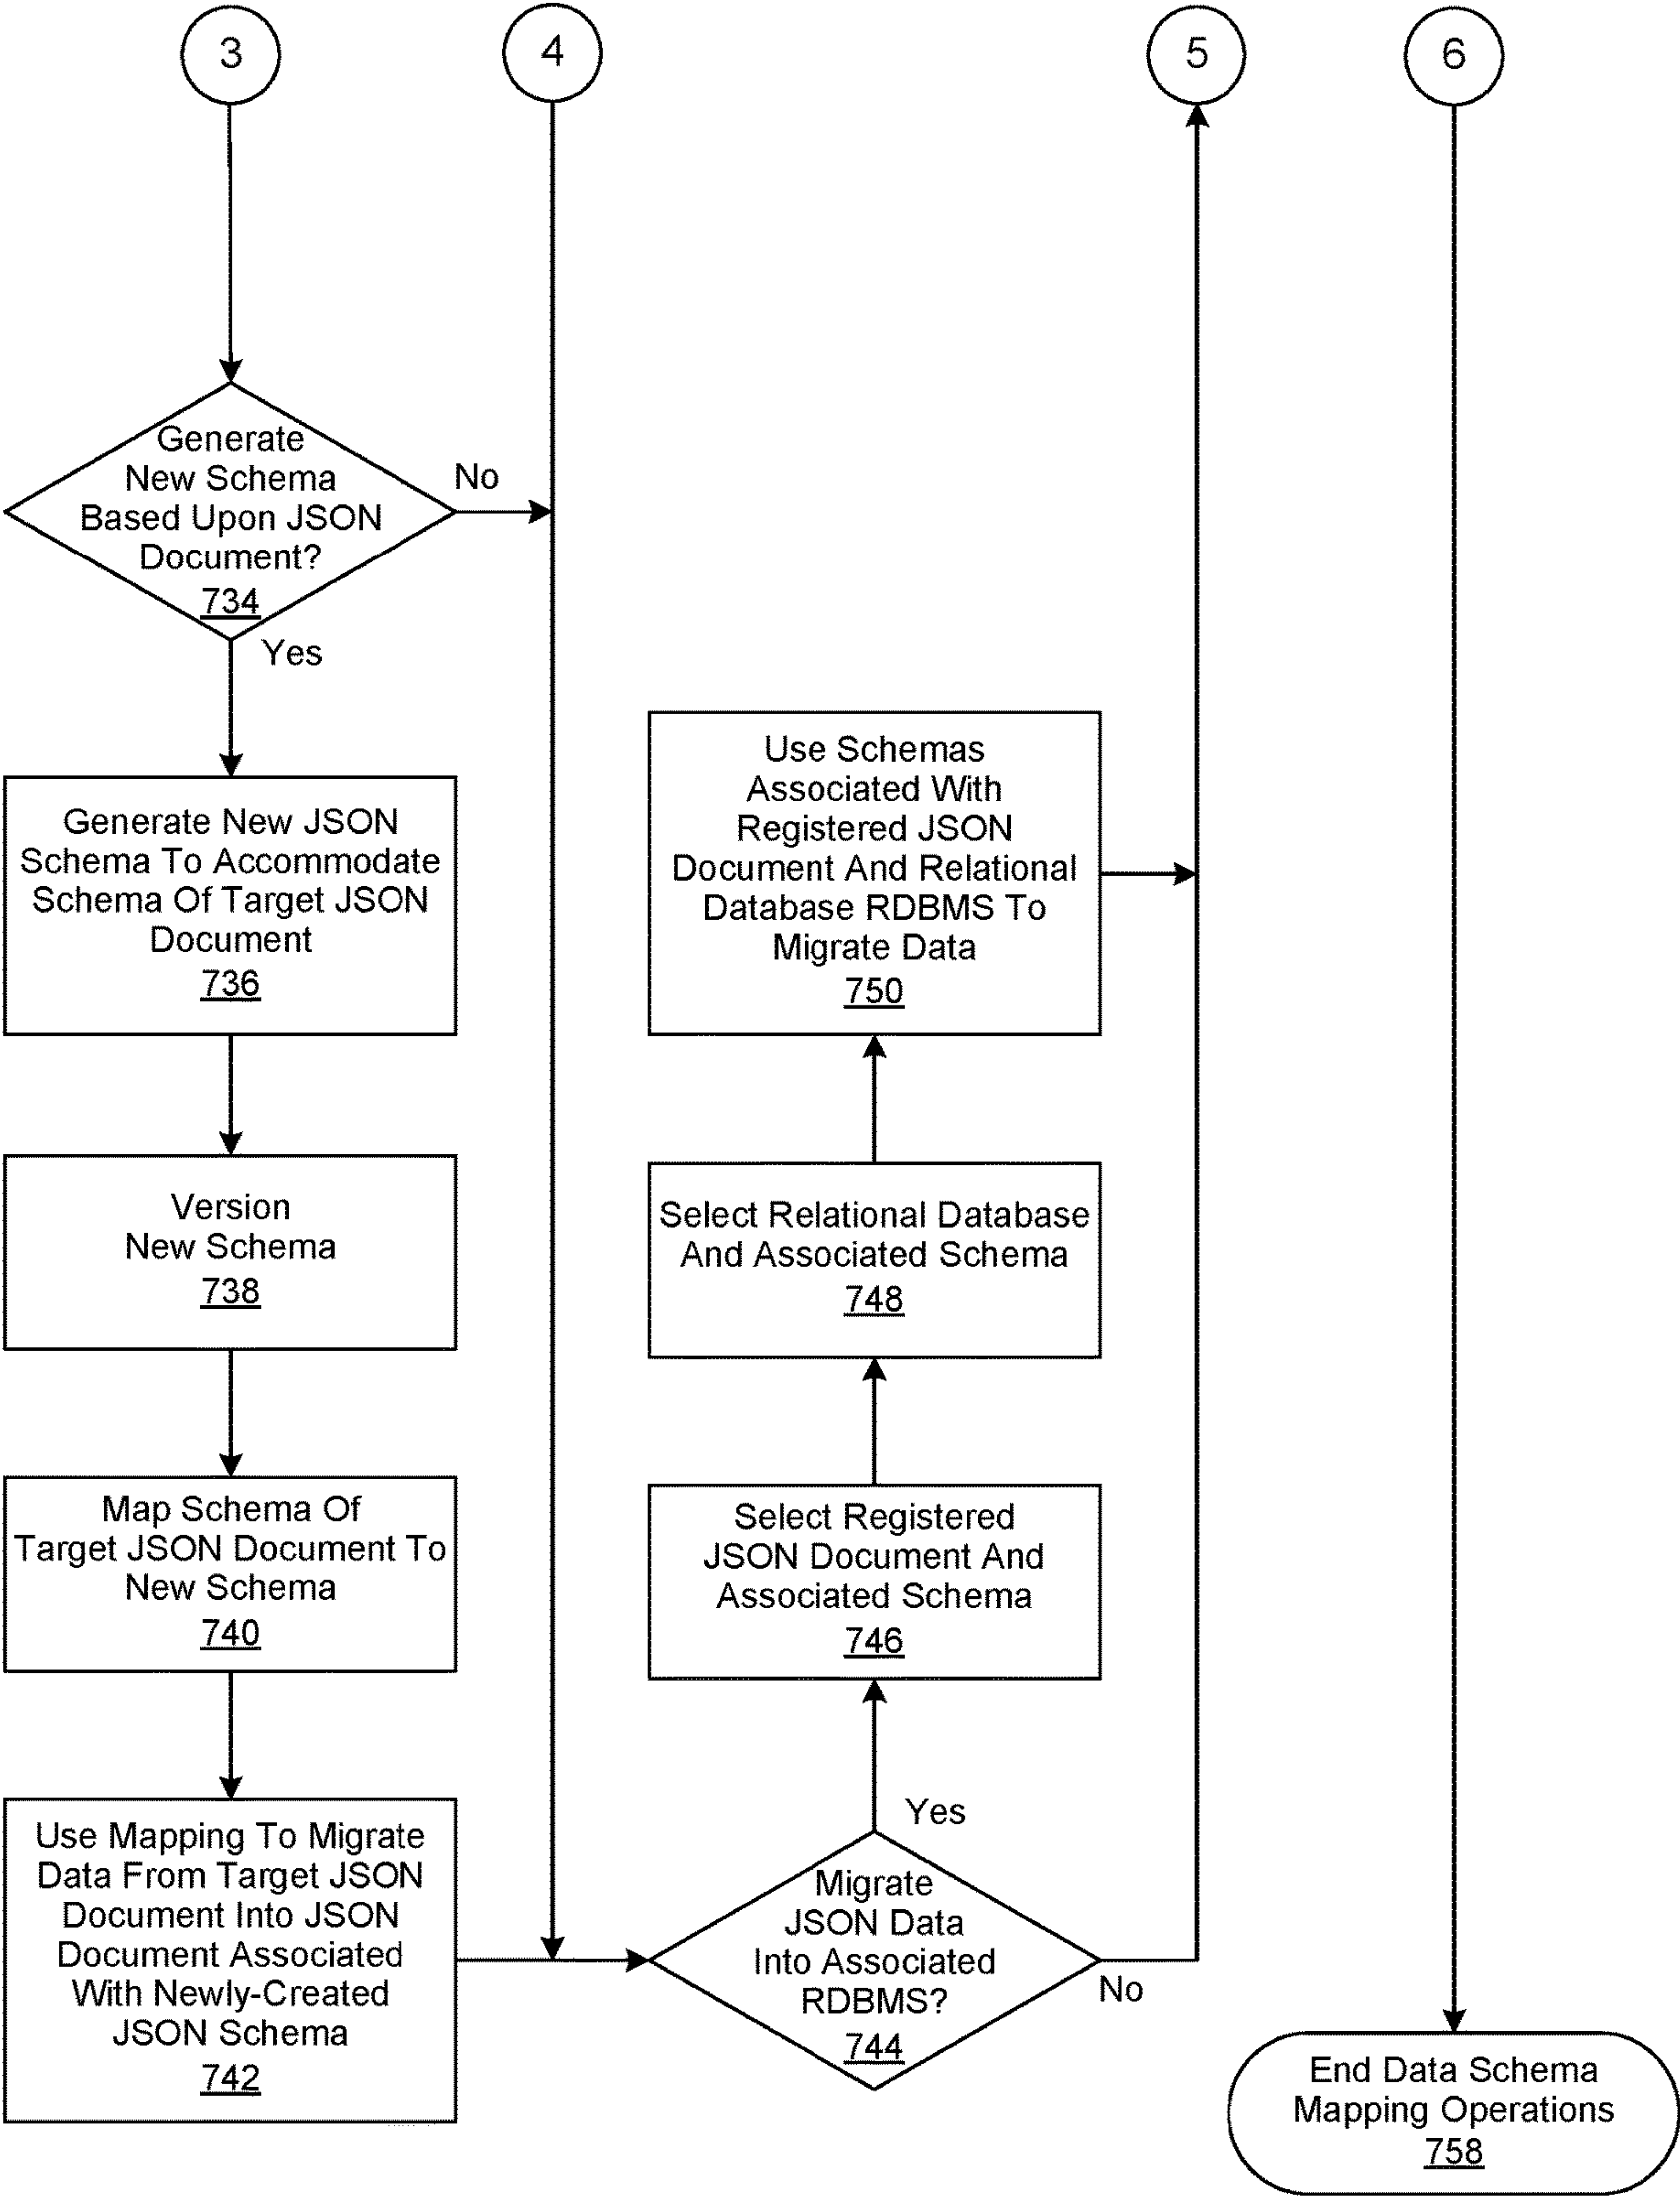 3
4
5
6
Generate
New Schema
Based Upon JSON
Document?
734
No
Yes
Generate New JSON
Schema To Accommodate
Schema Of Target JSON
Document
736
Version
New Schema
738
Map Schema Of
Target JSON Document To
New Schema
740
Use Mapping To Migrate
Data From Target JSON
Document Into JSON
Document Associated
With Newly-Created
JSON Schema
742
Use Schemas
Associated With
Registered JSON
Document And Relational
Database RDBMS To
Migrate Data
750
Select Relational Database
And Associated Schema
748
Select Registered
JSON Document And
Associated Schema
746
Yes
Migrate
JSON Data
Into Associated
RDBMS?
744
No
End Data Schema
Mapping Operations
758